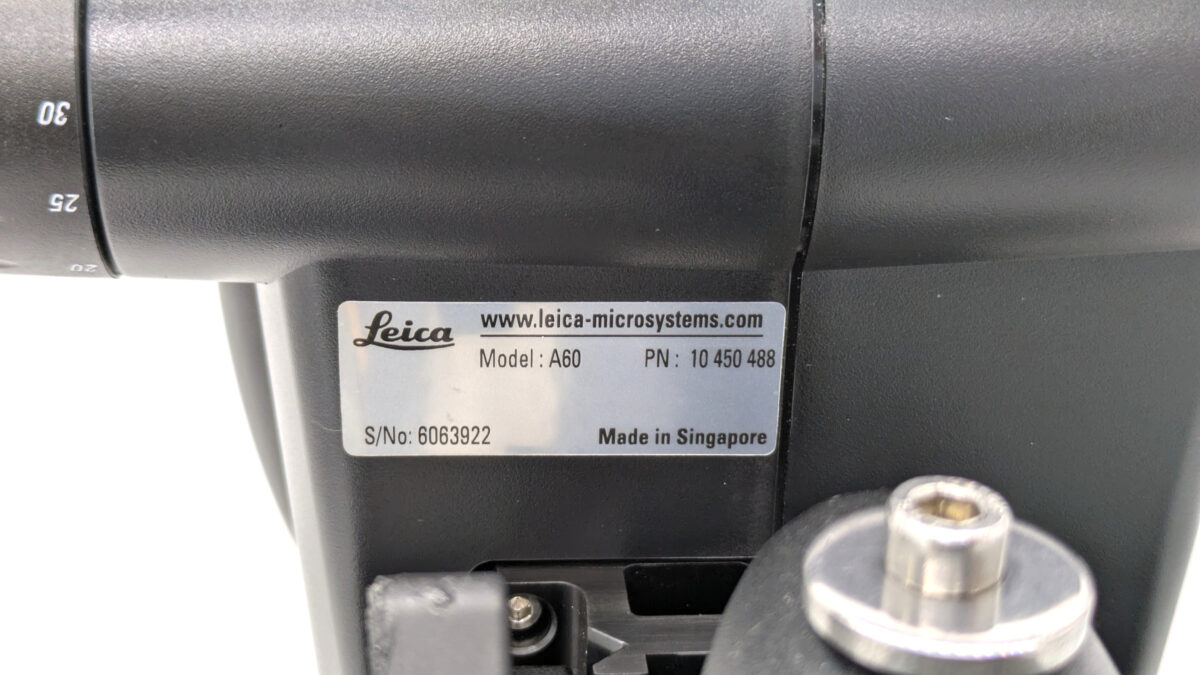 30
25
20
Leica
www.leica-microsystems.com
Model : A60 PN : 10 450 488
S/No: 6063922 Made in Singapore